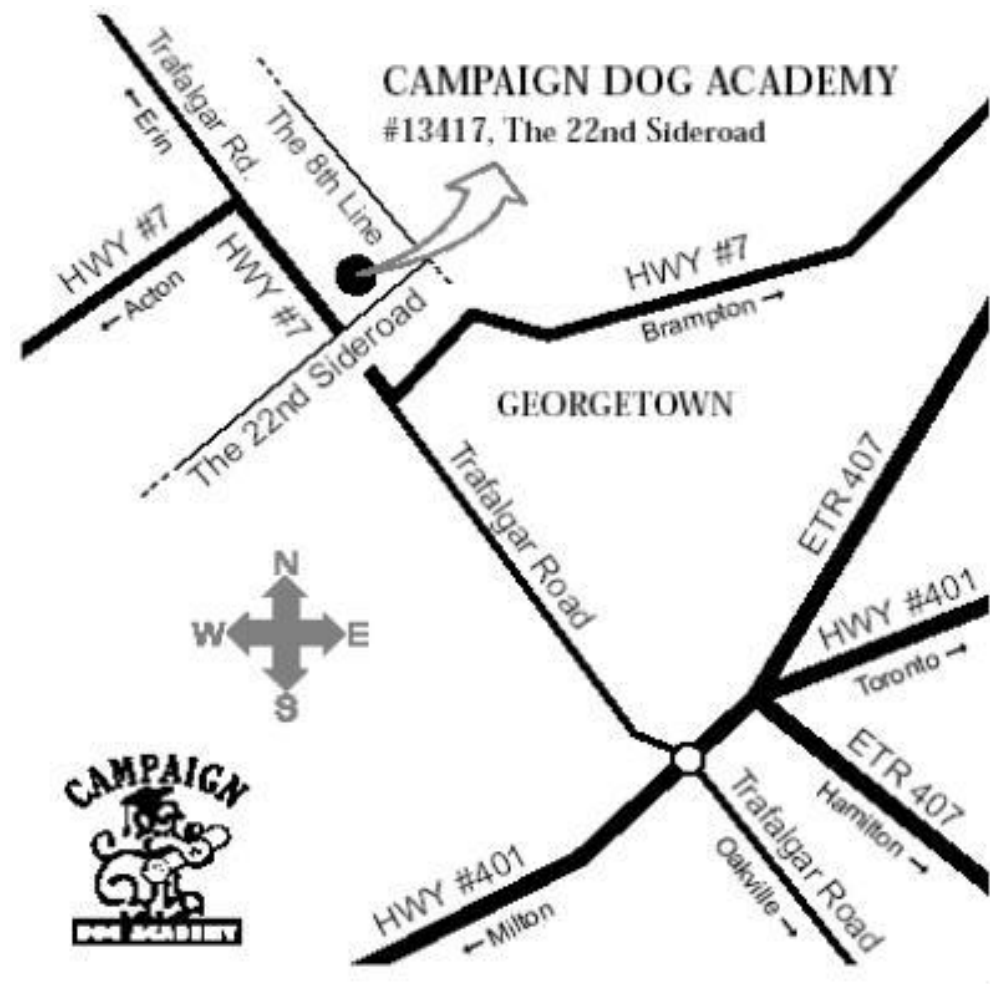 CAMPAIGN DOG ACADEMY
#13417, The 22nd Sideroad
Trafalgar Rd.
←Erin
The 8th Line
HWY #7
← Acton
HWY #7
The 22nd Sideroad
HWY #7
Brampton →
GEORGETOWN
Trafalgar Road
ETR 407
HWY #401
Toronto →
N
W E
S
ETR 407
Hamilton →
Trafalgar Road
Oakville →
HWY #401
← Milton
CAMPAIGN
DOG ACADEMY